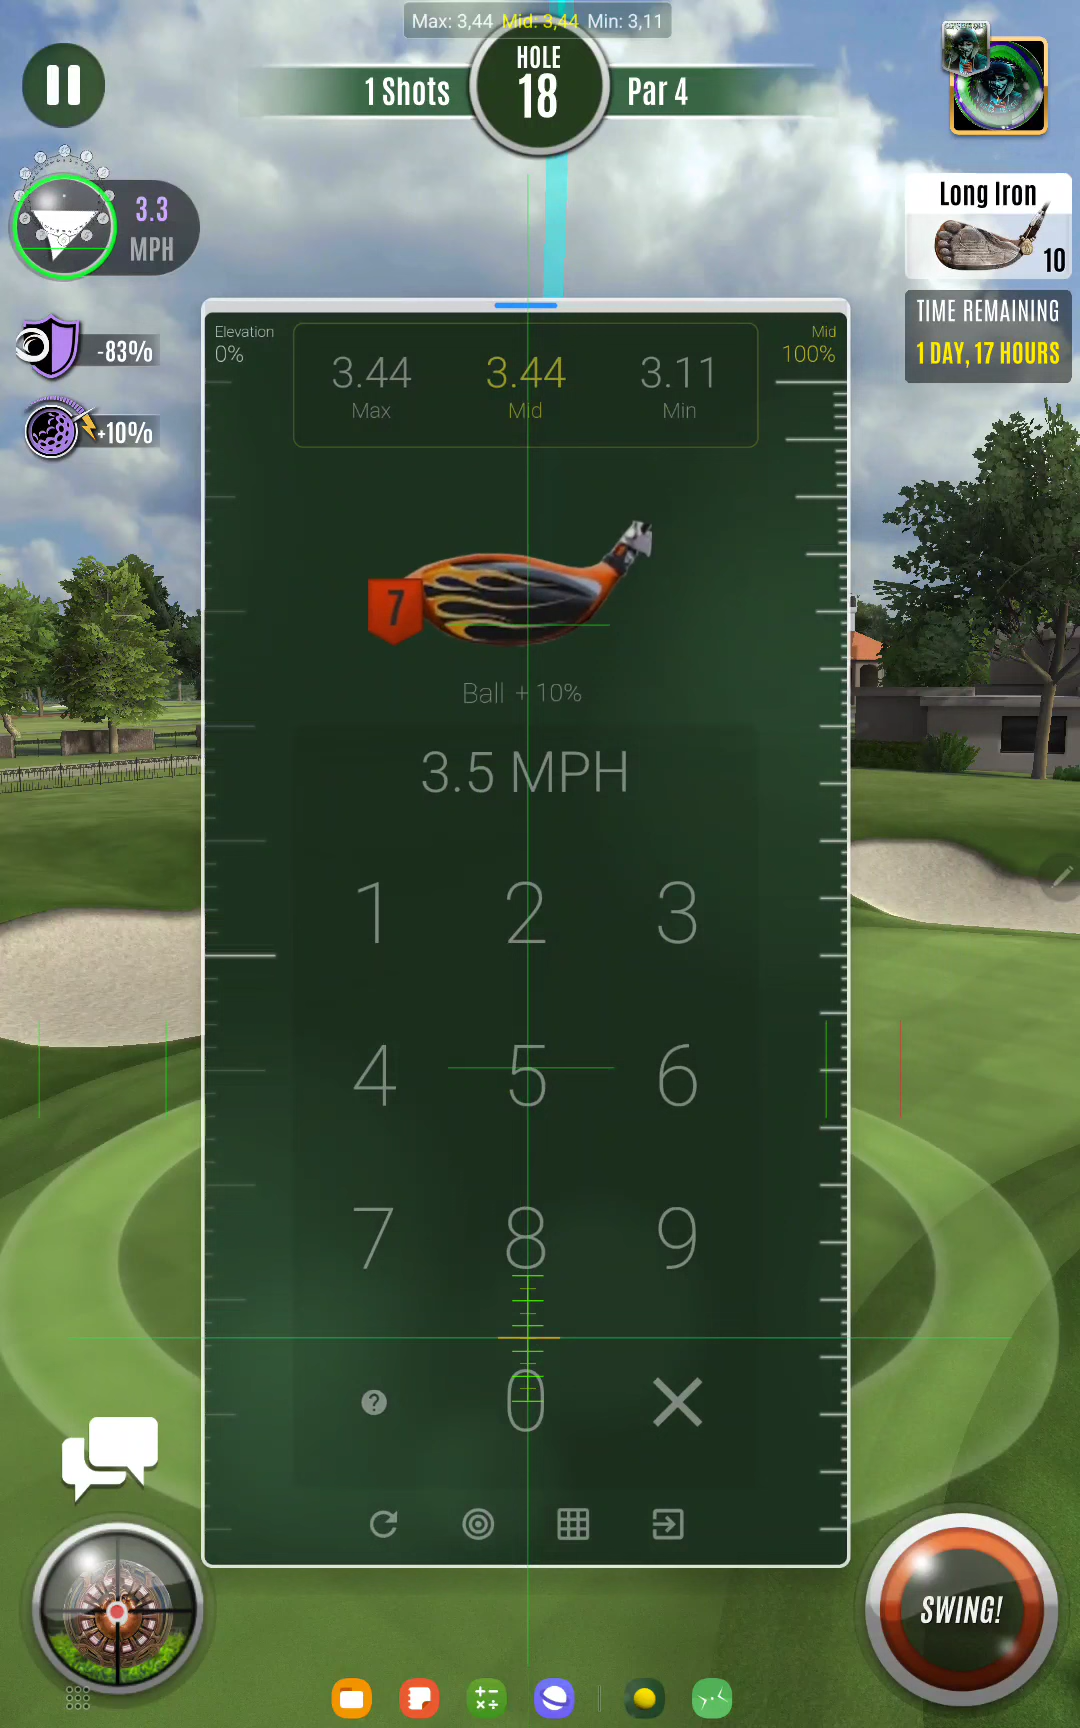 Max: 3,44 Mid: 3,44 Min: 3,11
HOLE
18
1 Shots
Par 4
3.3
MPH
-83%
+10%
Long Iron
10
TIME REMAINING
1 DAY, 17 HOURS
Elevation
0%
3.44
Max
3.44
Mid
3.11
Min
Mid
100%
7
Ball + 10%
3.5 MPH
1 2 3
4 5 6
7 8 9
? 0
SWING!